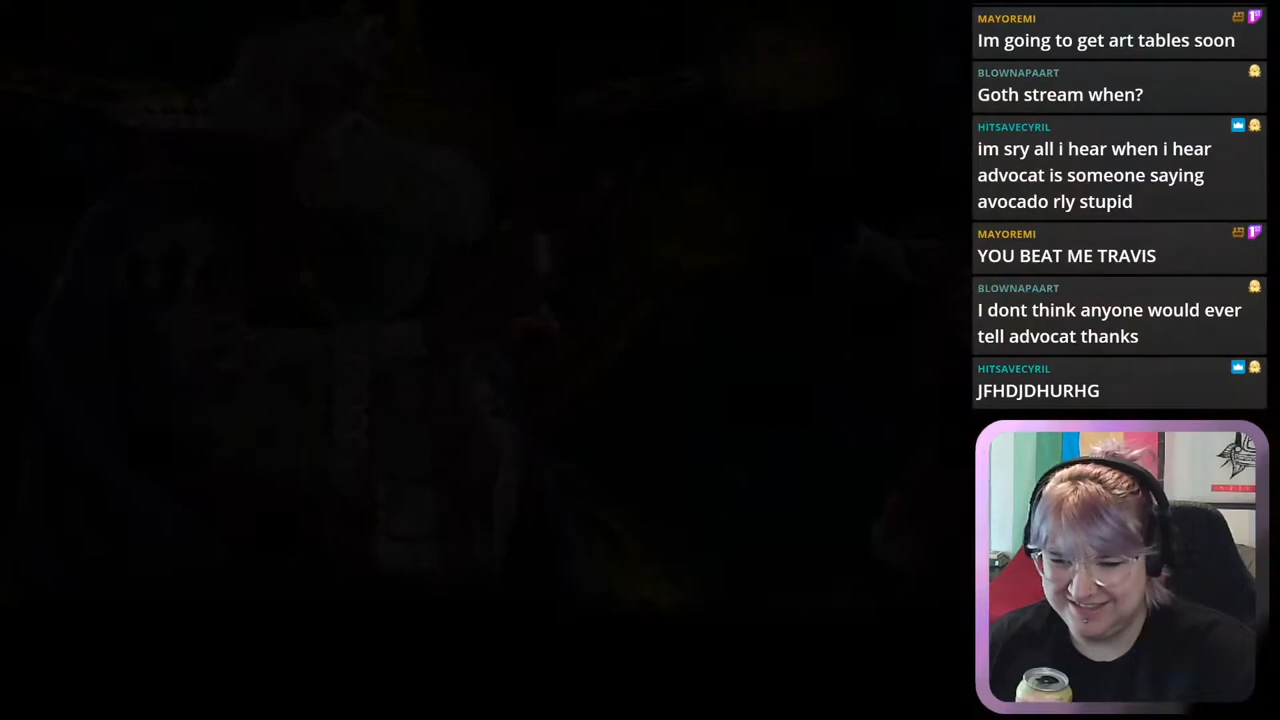 MAYOREMI
Im going to get art tables soon
BLOWNAPAART
Goth stream when?
HITSAVECYRIL
im sry all i hear when i hear
advocat is someone saying
avocado rly stupid
MAYOREMI
YOU BEAT ME TRAVIS
BLOWNAPAART
I dont think anyone would ever
tell advocat thanks
HITSAVECYRIL
JFHDJDHURHG